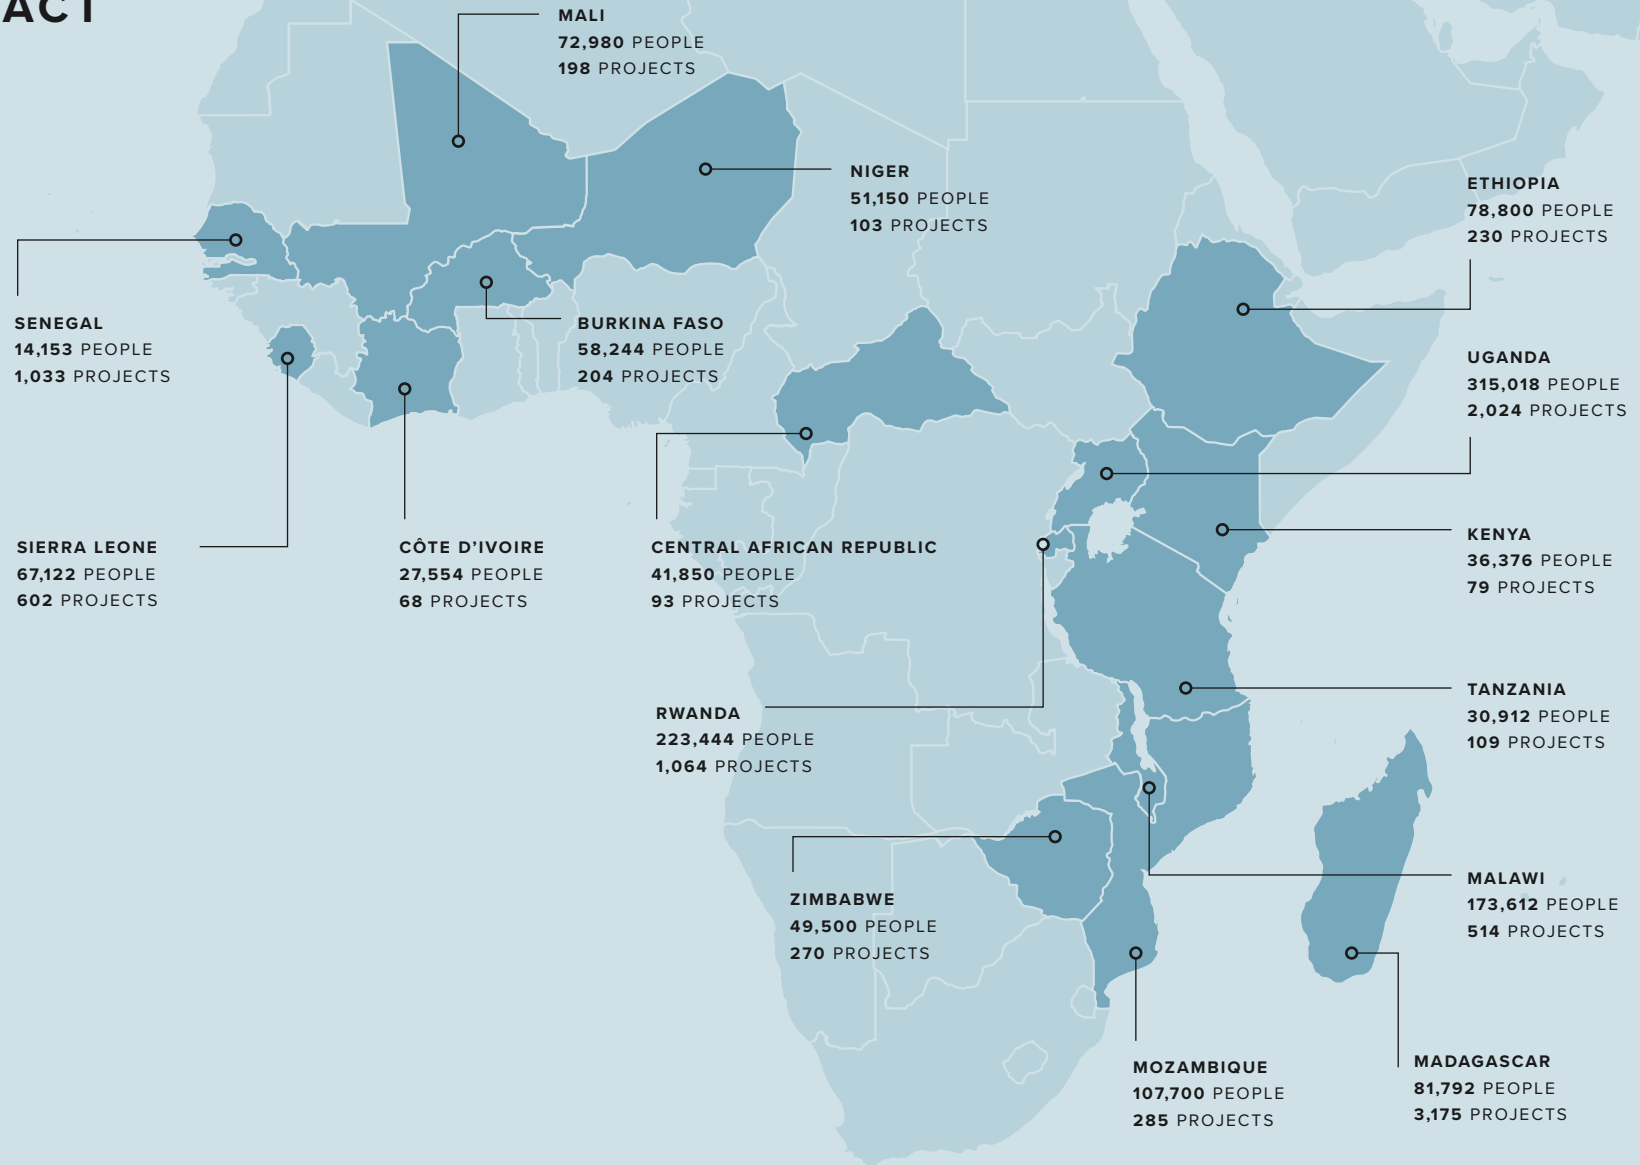 MALI
72,980 PEOPLE
198 PROJECTS
NIGER
51,150 PEOPLE
103 PROJECTS
ETHIOPIA
78,800 PEOPLE
230 PROJECTS
SENEGAL
14,153 PEOPLE
1,033 PROJECTS
BURKINA FASO
58,244 PEOPLE
204 PROJECTS
UGANDA
315,018 PEOPLE
2,024 PROJECTS
SIERRA LEONE
67,122 PEOPLE
602 PROJECTS
CÔTE D'IVOIRE
27,554 PEOPLE
68 PROJECTS
CENTRAL AFRICAN REPUBLIC
41,850 PEOPLE
93 PROJECTS
KENYA
36,376 PEOPLE
79 PROJECTS
RWANDA
223,444 PEOPLE
1,064 PROJECTS
TANZANIA
30,912 PEOPLE
109 PROJECTS
ZIMBABWE
49,500 PEOPLE
270 PROJECTS
MALAWI
173,612 PEOPLE
514 PROJECTS
MOZAMBIQUE
107,700 PEOPLE
285 PROJECTS
MADAGASCAR
81,792 PEOPLE
3,175 PROJECTS